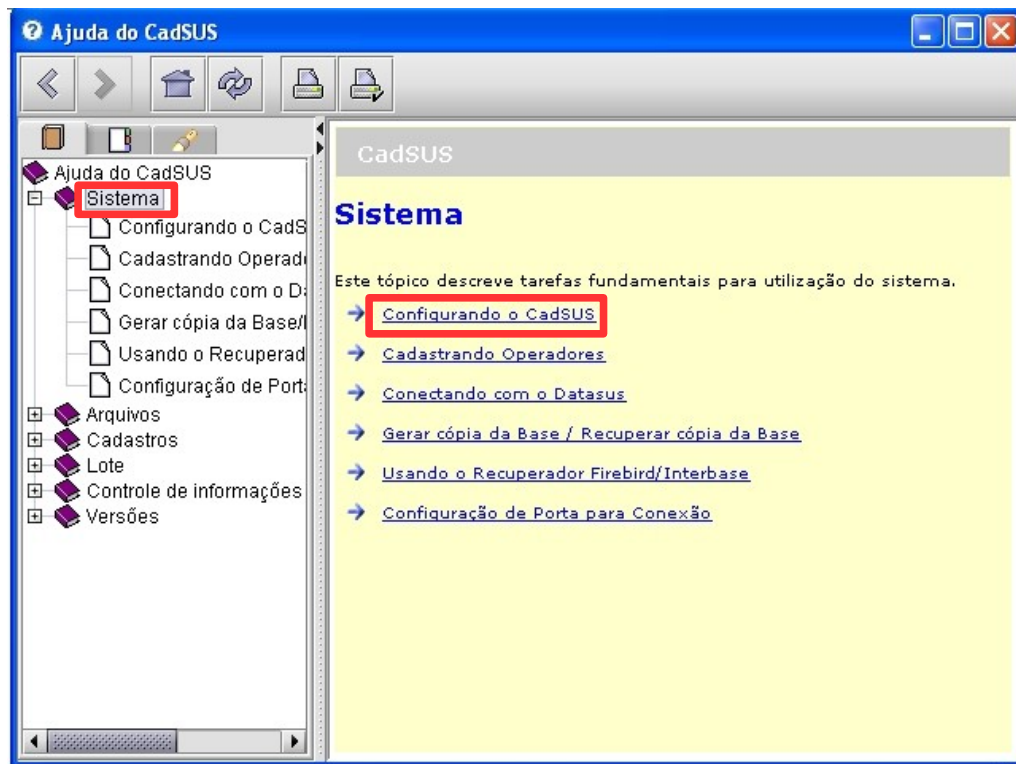 Ajuda do CadSUS
Ajuda do CadSUS
Sistema
Configurando o CadS
Cadastrando Operad
Conectando com o D
Gerar cópia da Base/
Usando o Recuperad
Configuração de Port
Arquivos
Cadastros
Lote
Controle de informações
Versões
CadSUS
Sistema
Este tópico descreve tarefas fundamentais para utilização do sistema.
Configurando o CadSUS
Cadastrando Operadores
Conectando com o Datasus
Gerar cópia da Base / Recuperar cópia da Base
Usando o Recuperador Firebird/Interbase
Configuração de Porta para Conexão